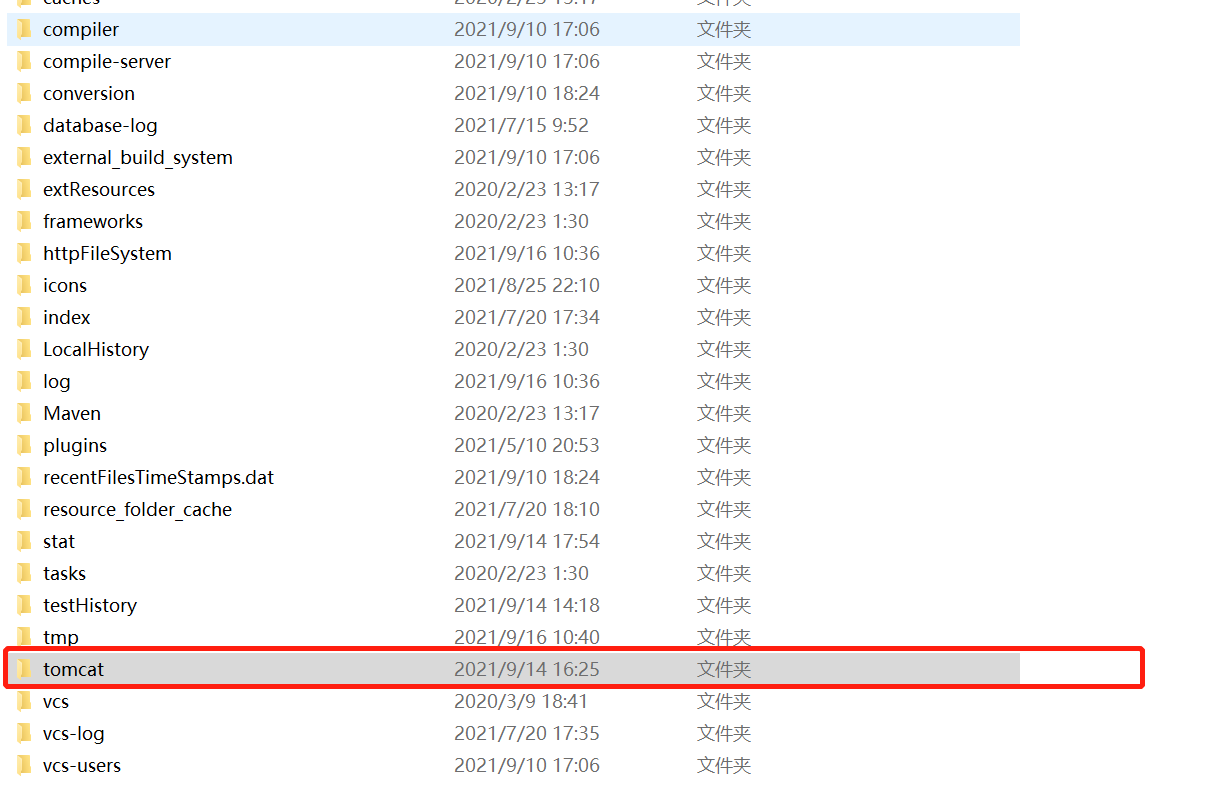 caches 2020/2/23 13:17 文件夹
compiler 2021/9/10 17:06 文件夹
compile-server 2021/9/10 17:06 文件夹
conversion 2021/9/10 18:24 文件夹
database-log 2021/7/15 9:52 文件夹
external_build_system 2021/9/10 17:06 文件夹
extResources 2020/2/23 13:17 文件夹
frameworks 2020/2/23 1:30 文件夹
httpFileSystem 2021/9/16 10:36 文件夹
icons 2021/8/25 22:10 文件夹
index 2021/7/20 17:34 文件夹
LocalHistory 2020/2/23 1:30 文件夹
log 2021/9/16 10:36 文件夹
Maven 2020/2/23 13:17 文件夹
plugins 2021/5/10 20:53 文件夹
recentFilesTimeStamps.dat 2021/9/10 18:24 文件夹
resource_folder_cache 2021/7/20 18:10 文件夹
stat 2021/9/14 17:54 文件夹
tasks 2020/2/23 1:30 文件夹
testHistory 2021/9/14 14:18 文件夹
tmp 2021/9/16 10:40 文件夹
tomcat 2021/9/14 16:25 文件夹
vcs 2020/3/9 18:41 文件夹
vcs-log 2021/7/20 17:35 文件夹
vcs-users 2021/9/10 17:06 文件夹